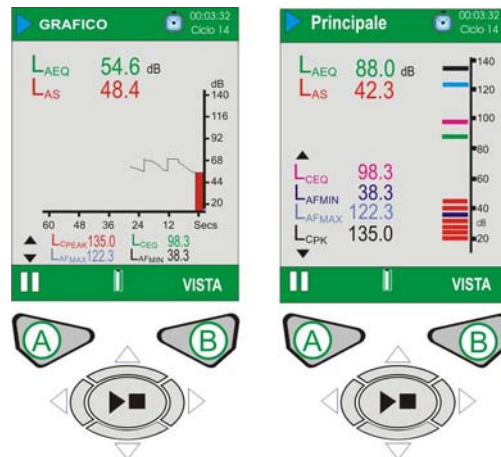 GRAFICO
00:03:32
Ciclo 14
LAEQ 54.6 dB
LAS 48.4
dB
140
116
92
68
44
20
60 48 36 24 12 Secs
LCPEAK 135.0 LCEQ 98.3
LAFMAX 122.3 LAFMIN 38.3
VISTA
A
B
Principale
00:03:32
Ciclo 14
LAEQ 88.0 dB
LAS 42.3
140
120
100
80
60
40
dB
20
LCEQ 98.3
LAFMIN 38.3
LAFMAX 122.3
LCPK 135.0
VISTA
A
B